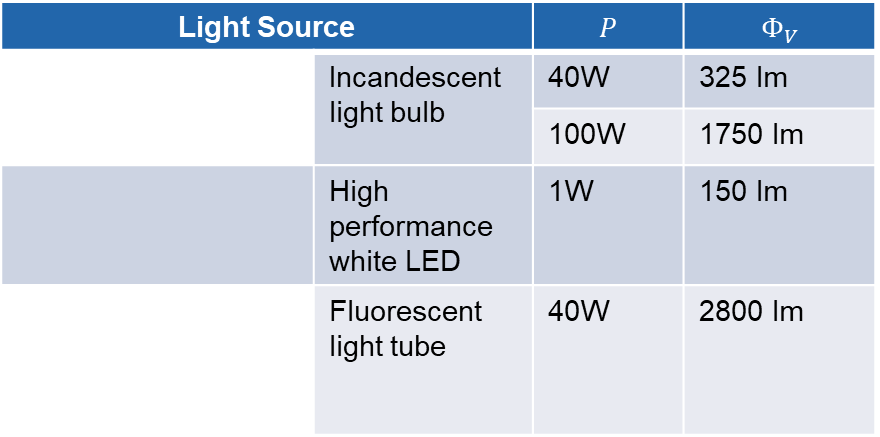 Light Source P Φ_V
Incandescent 40W 325 lm
light bulb
100W 1750 lm
High 1W 150 lm
performance
white LED
Fluorescent 40W 2800 lm
light tube